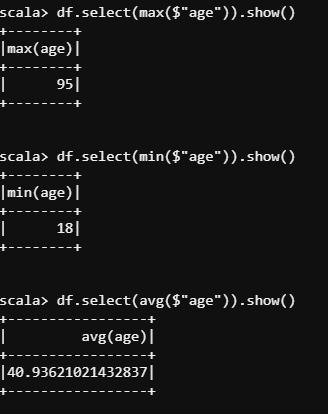 scala> df.select(max($"age")).show()
+--------+
|max(age)|
+--------+
|      95|
+--------+
scala> df.select(min($"age")).show()
+--------+
|min(age)|
+--------+
|      18|
+--------+
scala> df.select(avg($"age")).show()
+-----------------+
|         avg(age)|
+-----------------+
|40.93621021432837|
+-----------------+